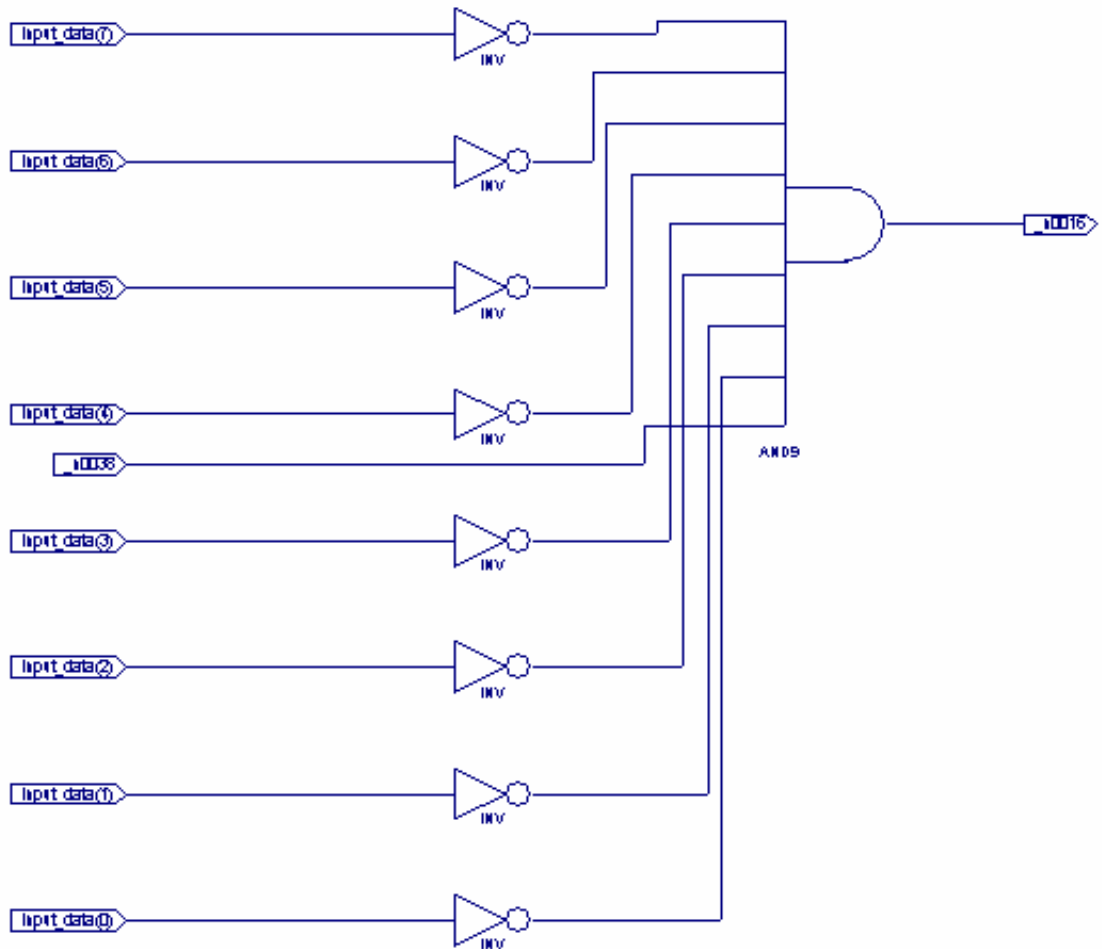 Input_data(7)
INV
Input_data(6)
INV
Input_data(5)
INV
Input_data(4)
INV
AND9
_n0038
Input_data(3)
INV
Input_data(2)
INV
Input_data(1)
INV
Input_data(0)
INV
_n0016